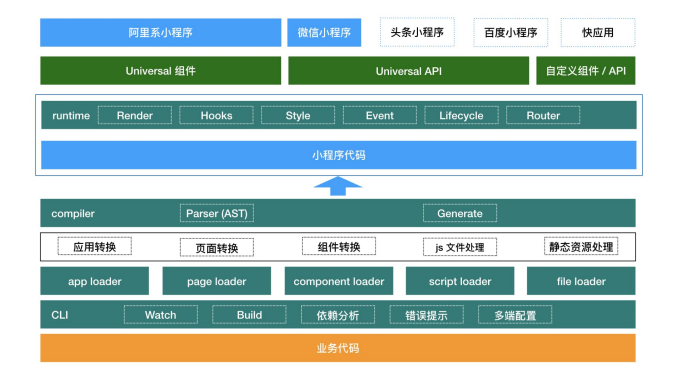 阿里系小程序 微信小程序 头条小程序 百度小程序 快应用
Universal 组件 Universal API 自定义组件 / API
runtime Render Hooks Style Event Lifecycle Router
小程序代码
compiler Parser (AST) Generate
应用转换 页面转换 组件转换 js 文件处理 静态资源处理
app loader page loader component loader script loader file loader
CLI Watch Build 依赖分析 错误提示 多端配置
业务代码